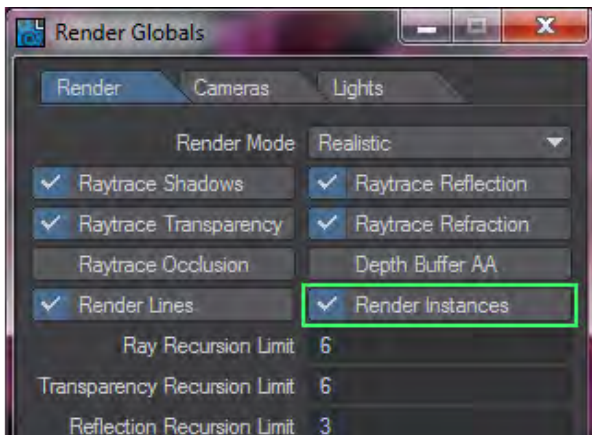 Render Globals
Render Cameras Lights
Render Mode Realistic
Raytrace Shadows Raytrace Reflection
Raytrace Transparency Raytrace Refraction
Raytrace Occlusion Depth Buffer AA
Render Lines Render Instances
Ray Recursion Limit 6
Transparency Recursion Limit 6
Reflection Recursion Limit 3